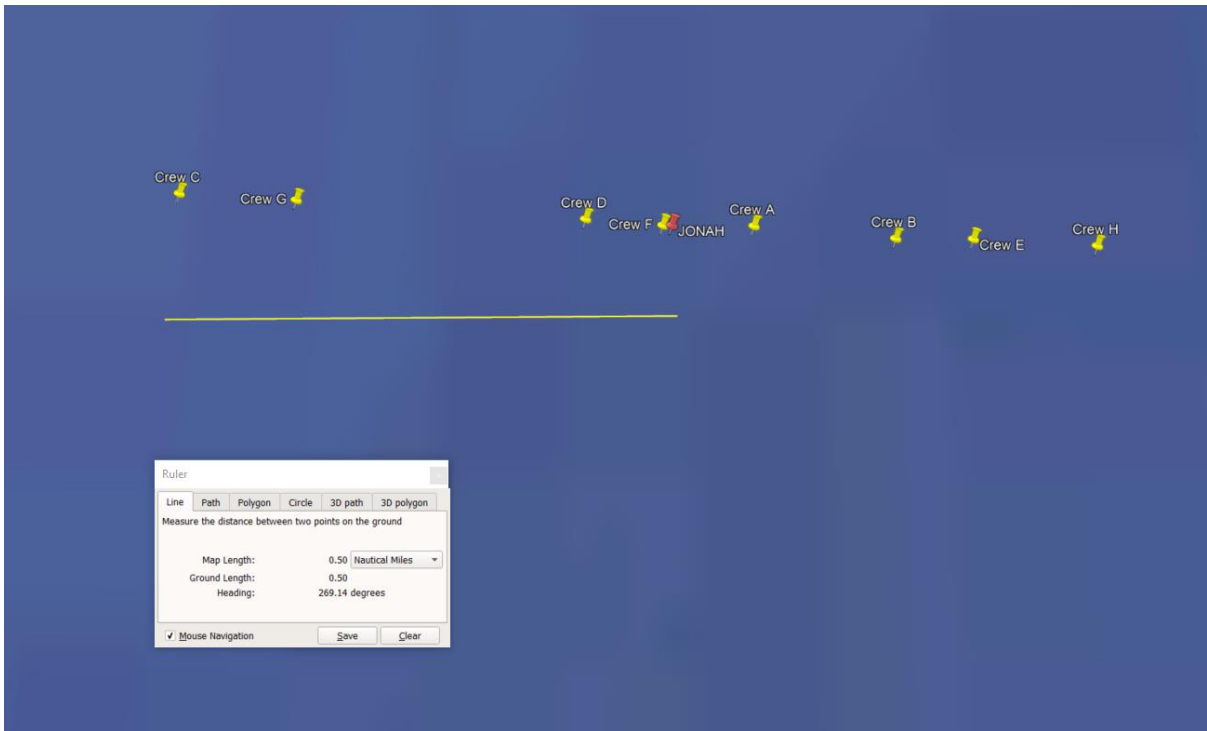 Crew C
Crew G
Crew D
Crew F
JONAH
Crew A
Crew B
Crew E
Crew H
Ruler
Line Path Polygon Circle 3D path 3D polygon
Measure the distance between two points on the ground
Map Length: 0.50 Nautical Miles
Ground Length: 0.50
Heading: 269.14 degrees
Mouse Navigation Save Clear